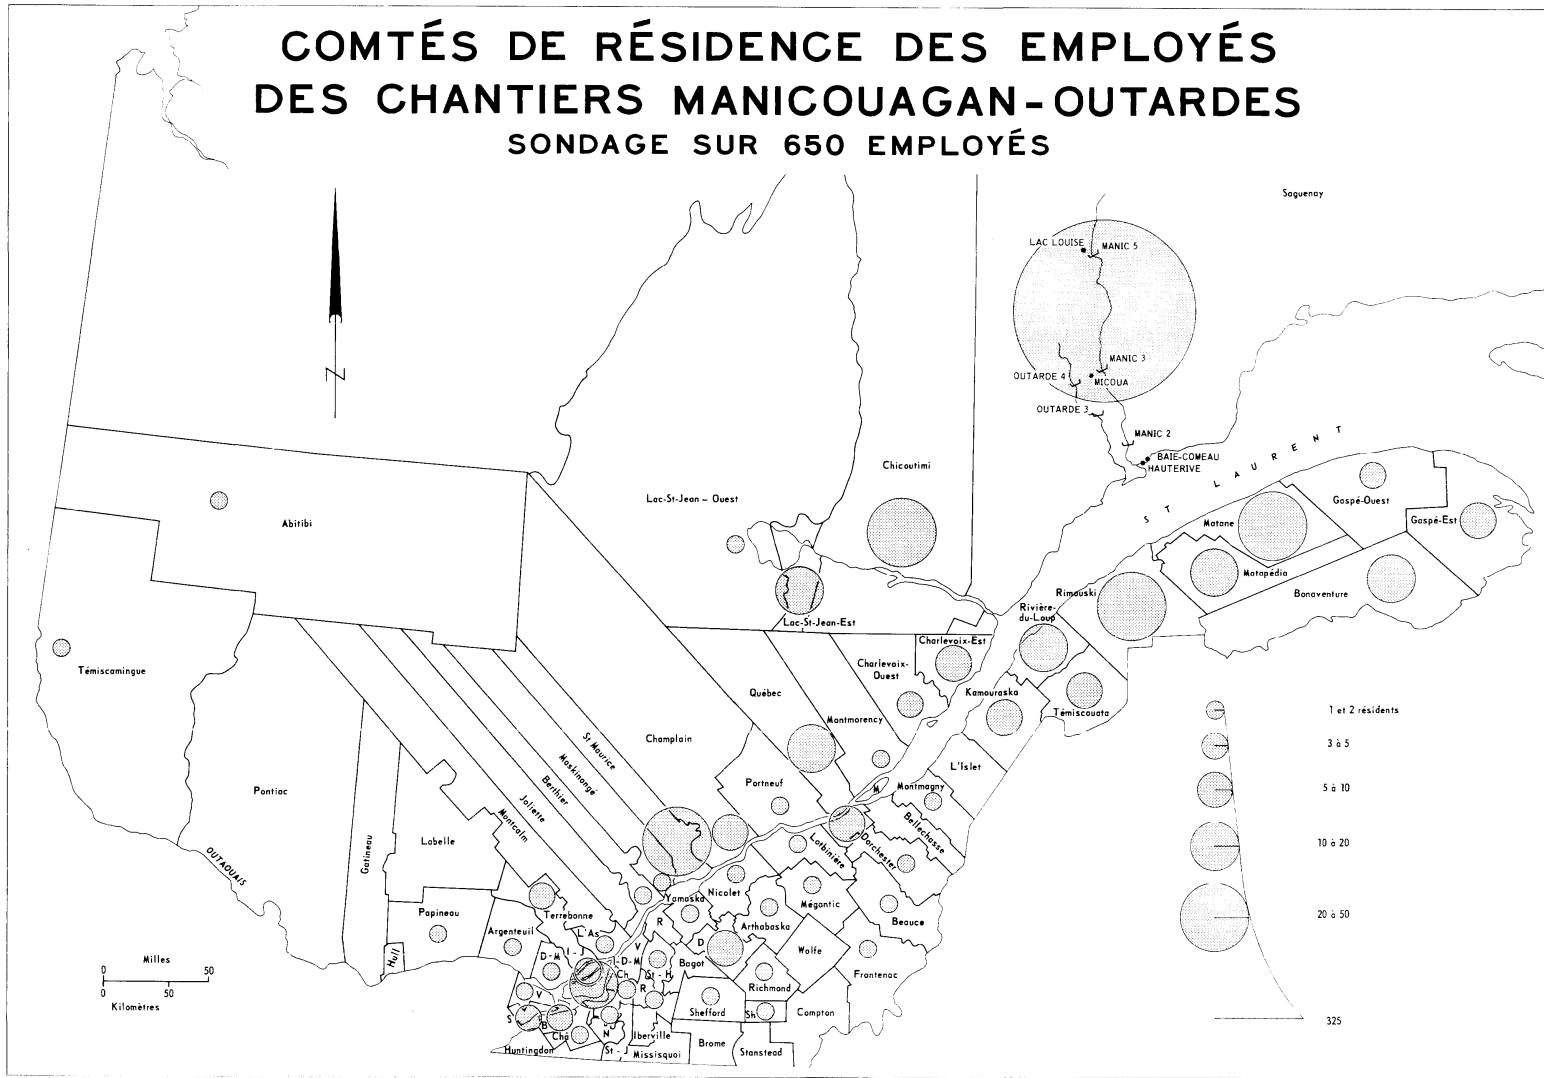 COMTÉS DE RÉSIDENCE DES EMPLOYÉS
DES CHANTIERS MANICOUAGAN-OUTARDES
SONDAGE SUR 650 EMPLOYÉS
Saguenay
LAC LOUISE
MANIC 5
MANIC 3
OUTARDE 4
MICOUA
OUTARDE 3
MANIC 2
BAIE-COMEAU
HAUTERIVE
ST LAURENT
N
Chicoutimi
Lac-St-Jean-Ouest
Abitibi
Gaspé-Ouest
Gaspé-Est
Matane
Matapédia
Bonaventure
Rimouski
Rivière-
du-Loup
Lac-St-Jean-Est
Charlevoix-Est
Charlevoix-
Ouest
Témiscamingue
Kamouraska
Témiscouata
Québec
Montmorency
Champlain
St Maurice
Maskinongé
Berthier
Joliette
Montcalm
L'Islet
Portneuf
M
Montmagny
Bellechasse
Dorchester
Lotbinière
Pontiac
Gatineau
Labelle
OUTAOUAIS
Papineau
Hull
Argenteuil
Terrebonne
L'As
Yamaska
Nicolet
Mégantic
Beauce
Arthabaska
R
D
Wolfe
Frontenac
D-M
I-J
V
I-D-M
Ch
St-H
Bagot
R
Richmond
V
S
B
Châ
L
N
Shefford
Sh
Compton
Huntingdon
St-J
Iberville
Missisquoi
Brome
Stanstead
Milles
0 50
0 50
Kilomètres
1 et 2 résidents
3 à 5
5 à 10
10 à 20
20 à 50
325